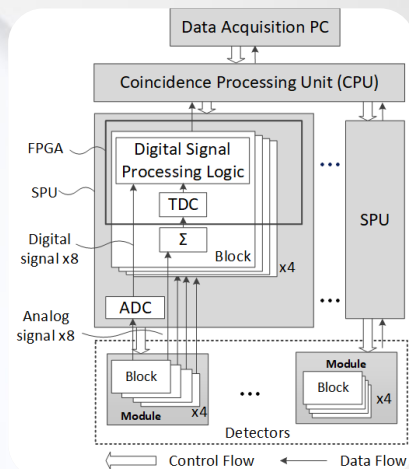 Data Acquisition PC
Coincidence Processing Unit (CPU)
FPGA
SPU
Digital Signal
Processing Logic
TDC
Σ
Block
x4
Digital
signal x8
ADC
Analog
signal x8
...
SPU
...
Block
Module
x4
...
Module
Block
x4
Detectors
Control Flow
Data Flow